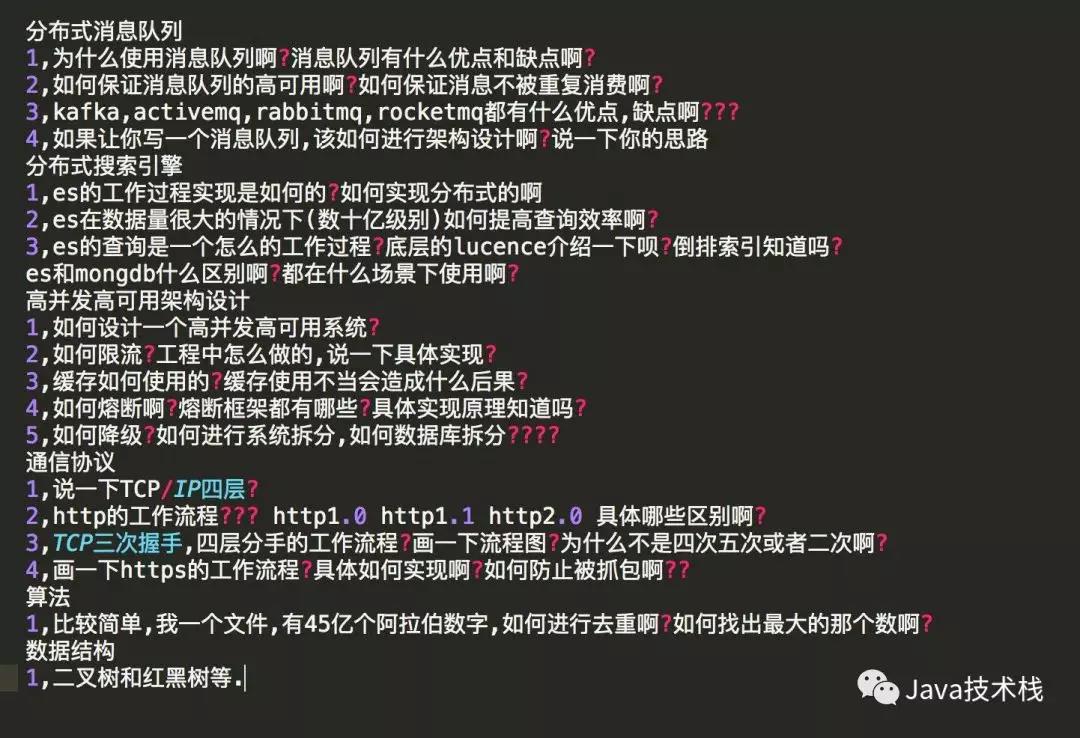 分布式消息队列
1,为什么使用消息队列啊?消息队列有什么优点和缺点啊?
2,如何保证消息队列的高可用啊?如何保证消息不被重复消费啊?
3,kafka,activemq,rabbitmq,rocketmq都有什么优点,缺点啊???
4,如果让你写一个消息队列,该如何进行架构设计啊?说一下你的思路
分布式搜索引擎
1,es的工作过程实现是如何的?如何实现分布式的啊
2,es在数据量很大的情况下(数十亿级别)如何提高查询效率啊?
3,es的查询是一个怎么的工作过程?底层的lucence介绍一下呗?倒排索引知道吗?
es和mongdb什么区别啊?都在什么场景下使用啊?
高并发高可用架构设计
1,如何设计一个高并发高可用系统?
2,如何限流?工程中怎么做的,说一下具体实现?
3,缓存如何使用的?缓存使用不当会造成什么后果?
4,如何熔断啊?熔断框架都有哪些?具体实现原理知道吗?
5,如何降级?如何进行系统拆分,如何数据库拆分????
通信协议
1,说一下TCP/IP四层?
2,http的工作流程??? http1.0 http1.1 http2.0 具体哪些区别啊?
3,TCP三次握手,四层分手的工作流程?画一下流程图?为什么不是四次五次或者二次啊?
4,画一下https的工作流程?具体如何实现啊?如何防止被抓包啊??
算法
1,比较简单,我一个文件,有45亿个阿拉伯数字,如何进行去重啊?如何找出最大的那个数啊?
数据结构
1,二叉树和红黑树等.
Java技术栈